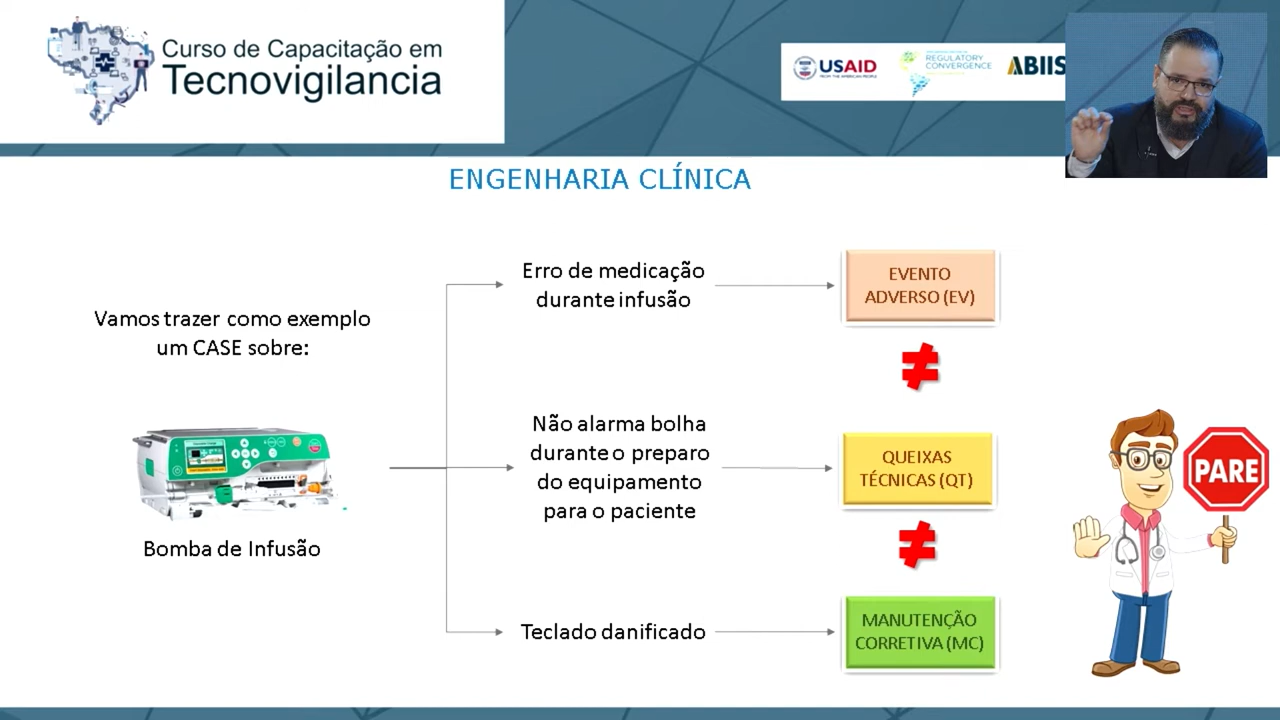 Curso de Capacitação em
Tecnovigilancia
USAID
FROM THE AMERICAN PEOPLE
REGULATORY
CONVERGENCE
ABIIS
ENGENHARIA CLÍNICA
Vamos trazer como exemplo
um CASE sobre:
Bomba de Infusão
Erro de medicação
durante infusão
EVENTO
ADVERSO (EV)
≠
Não alarma bolha
durante o preparo
do equipamento
para o paciente
QUEIXAS
TÉCNICAS (QT)
≠
Teclado danificado
MANUTENÇÃO
CORRETIVA (MC)
PARE